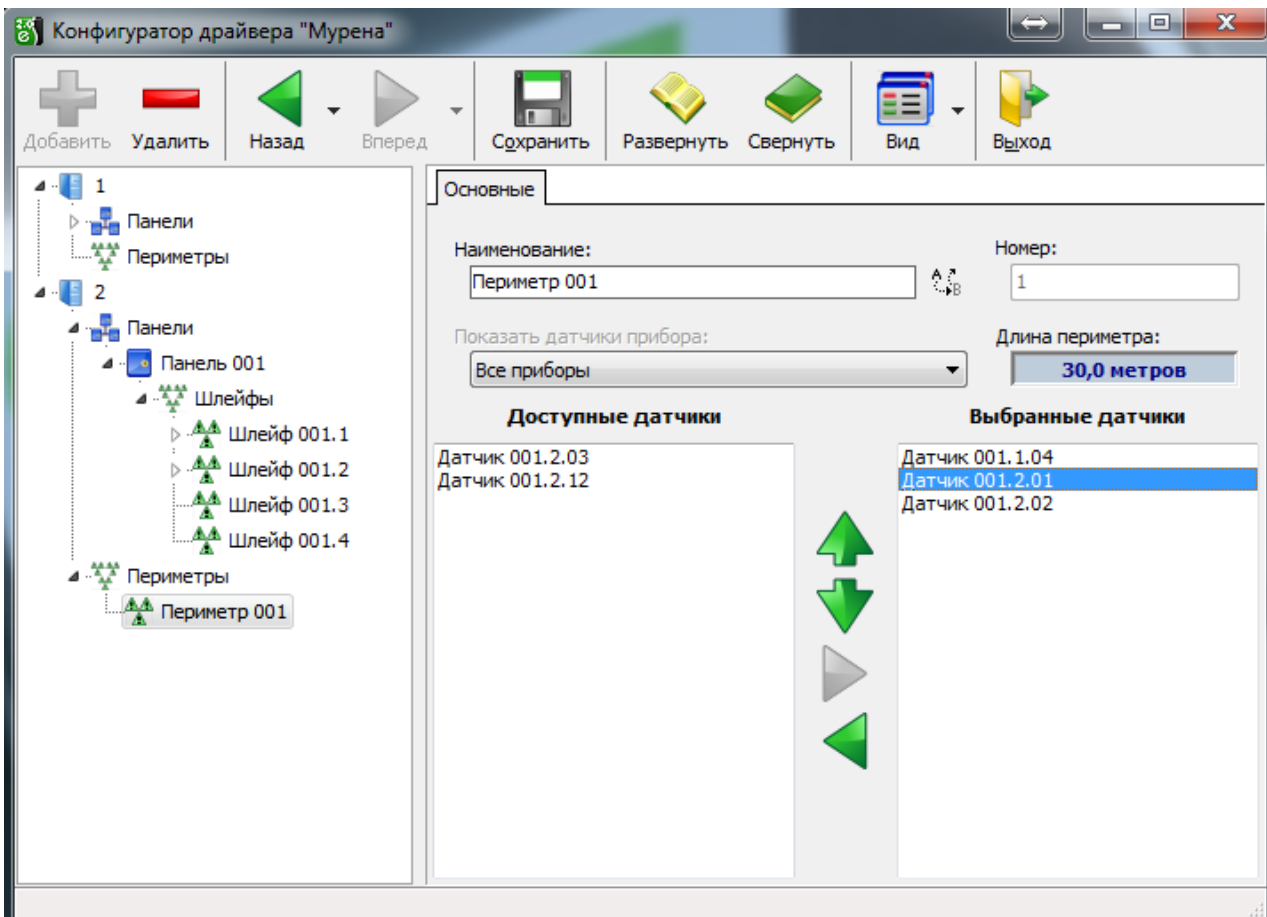 Конфигуратор драйвера "Мурена"
Добавить Удалить Назад Вперед Сохранить Развернуть Свернуть Вид Выход
1
Панели
Периметры
2
Панели
Панель 001
Шлейфы
Шлейф 001.1
Шлейф 001.2
Шлейф 001.3
Шлейф 001.4
Периметры
Периметр 001
Основные
Наименование: Номер:
Периметр 001 A B 1
Показать датчики прибора: Длина периметра:
Все приборы 30,0 метров
Доступные датчики Выбранные датчики
Датчик 001.2.03 Датчик 001.1.04
Датчик 001.2.12 Датчик 001.2.01
Датчик 001.2.02